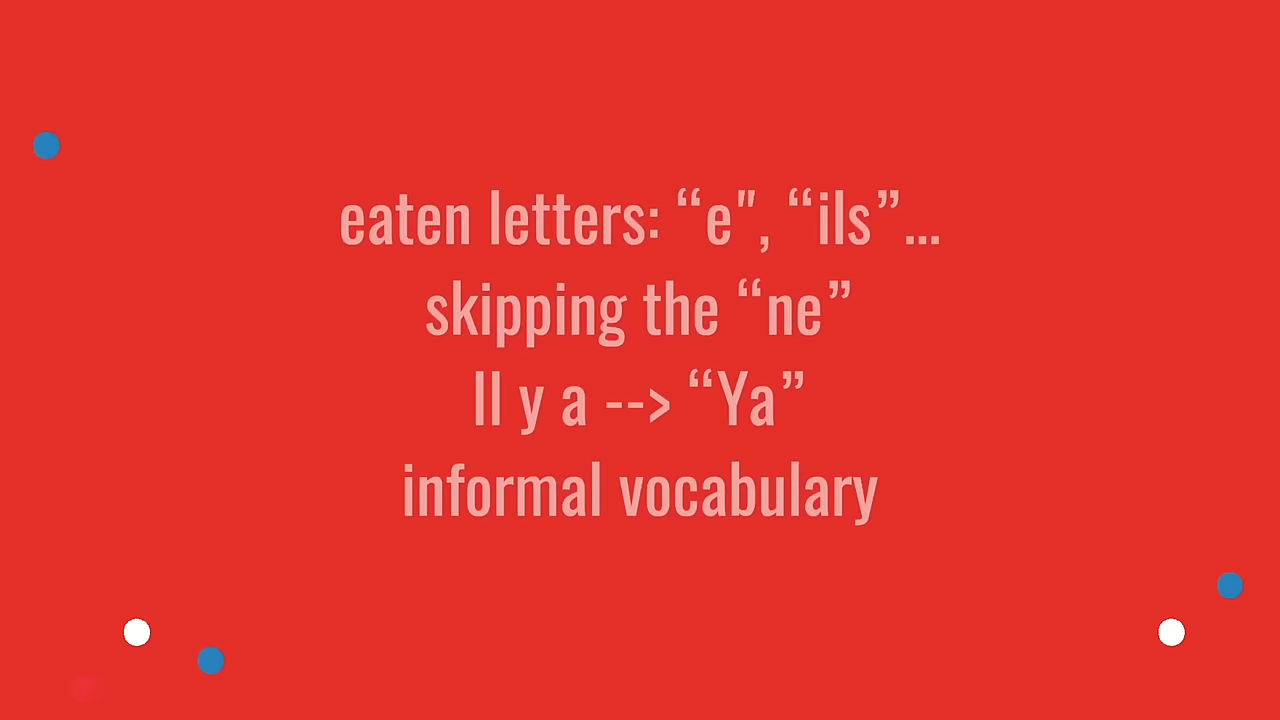 eaten letters: “e", “ils”...
skipping the “ne”
Il y a --> “Ya”
informal vocabulary